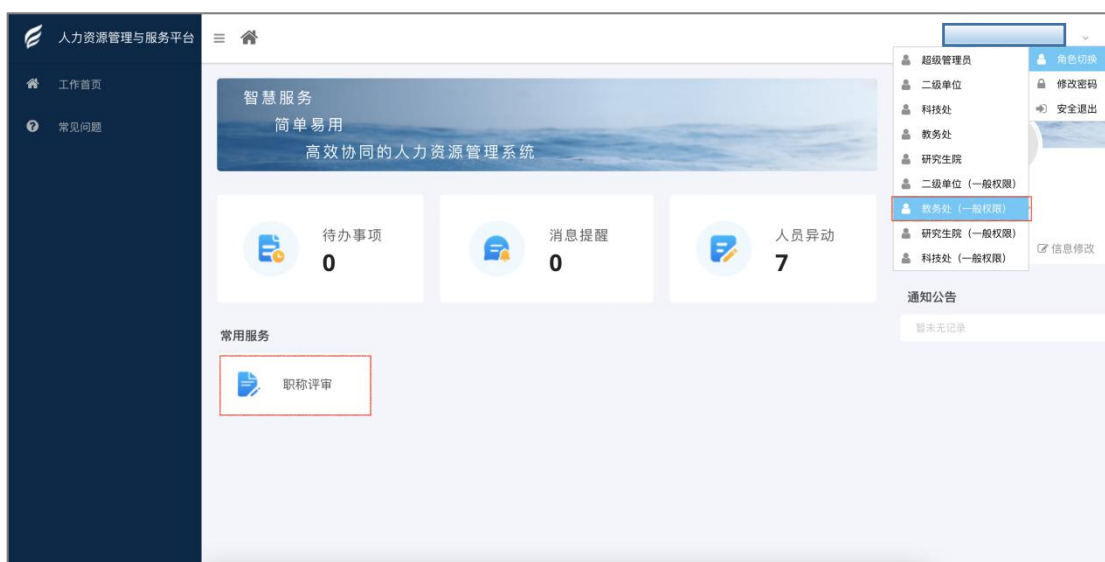 人力资源管理与服务平台
工作首页
常见问题
智慧服务
简单易用
高效协同的人力资源管理系统
待办事项
0
消息提醒
0
人员异动
7
常用服务
职称评审
超级管理员
二级单位
科技处
教务处
研究生院
二级单位（一般权限）
教务处（一般权限）
研究生院（一般权限）
科技处（一般权限）
角色切换
修改密码
安全退出
信息修改
通知公告
暂未无记录